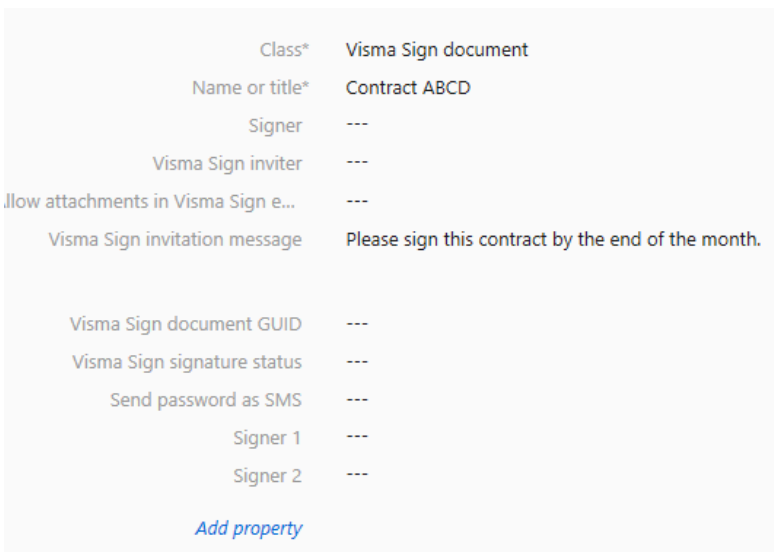 Class* Visma Sign document
Name or title* Contract ABCD
Signer ---
Visma Sign inviter ---
llow attachments in Visma Sign e... ---
Visma Sign invitation message Please sign this contract by the end of the month.
Visma Sign document GUID ---
Visma Sign signature status ---
Send password as SMS ---
Signer 1 ---
Signer 2 ---
Add property